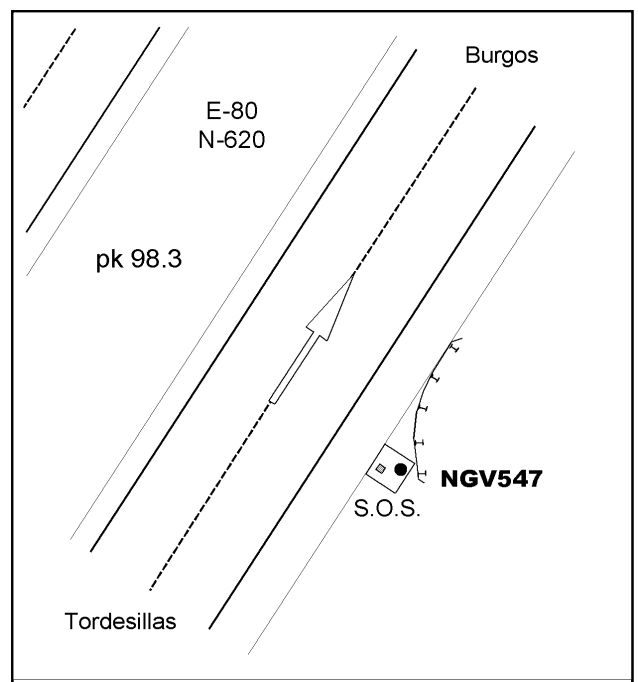 Burgos
E-80
N-620
pk 98.3
NGV547
S.O.S.
Tordesillas